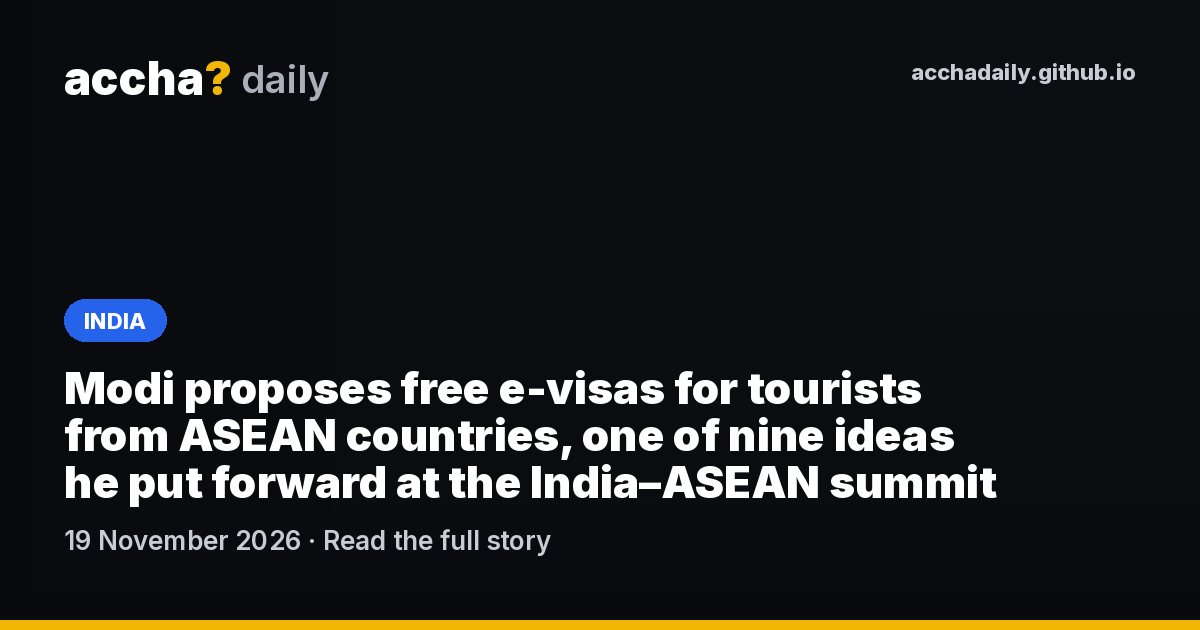 accha? daily
acchadaily.github.io
INDIA
Modi proposes free e-visas for tourists
from ASEAN countries, one of nine ideas
he put forward at the India–ASEAN summit
19 November 2026 · Read the full story